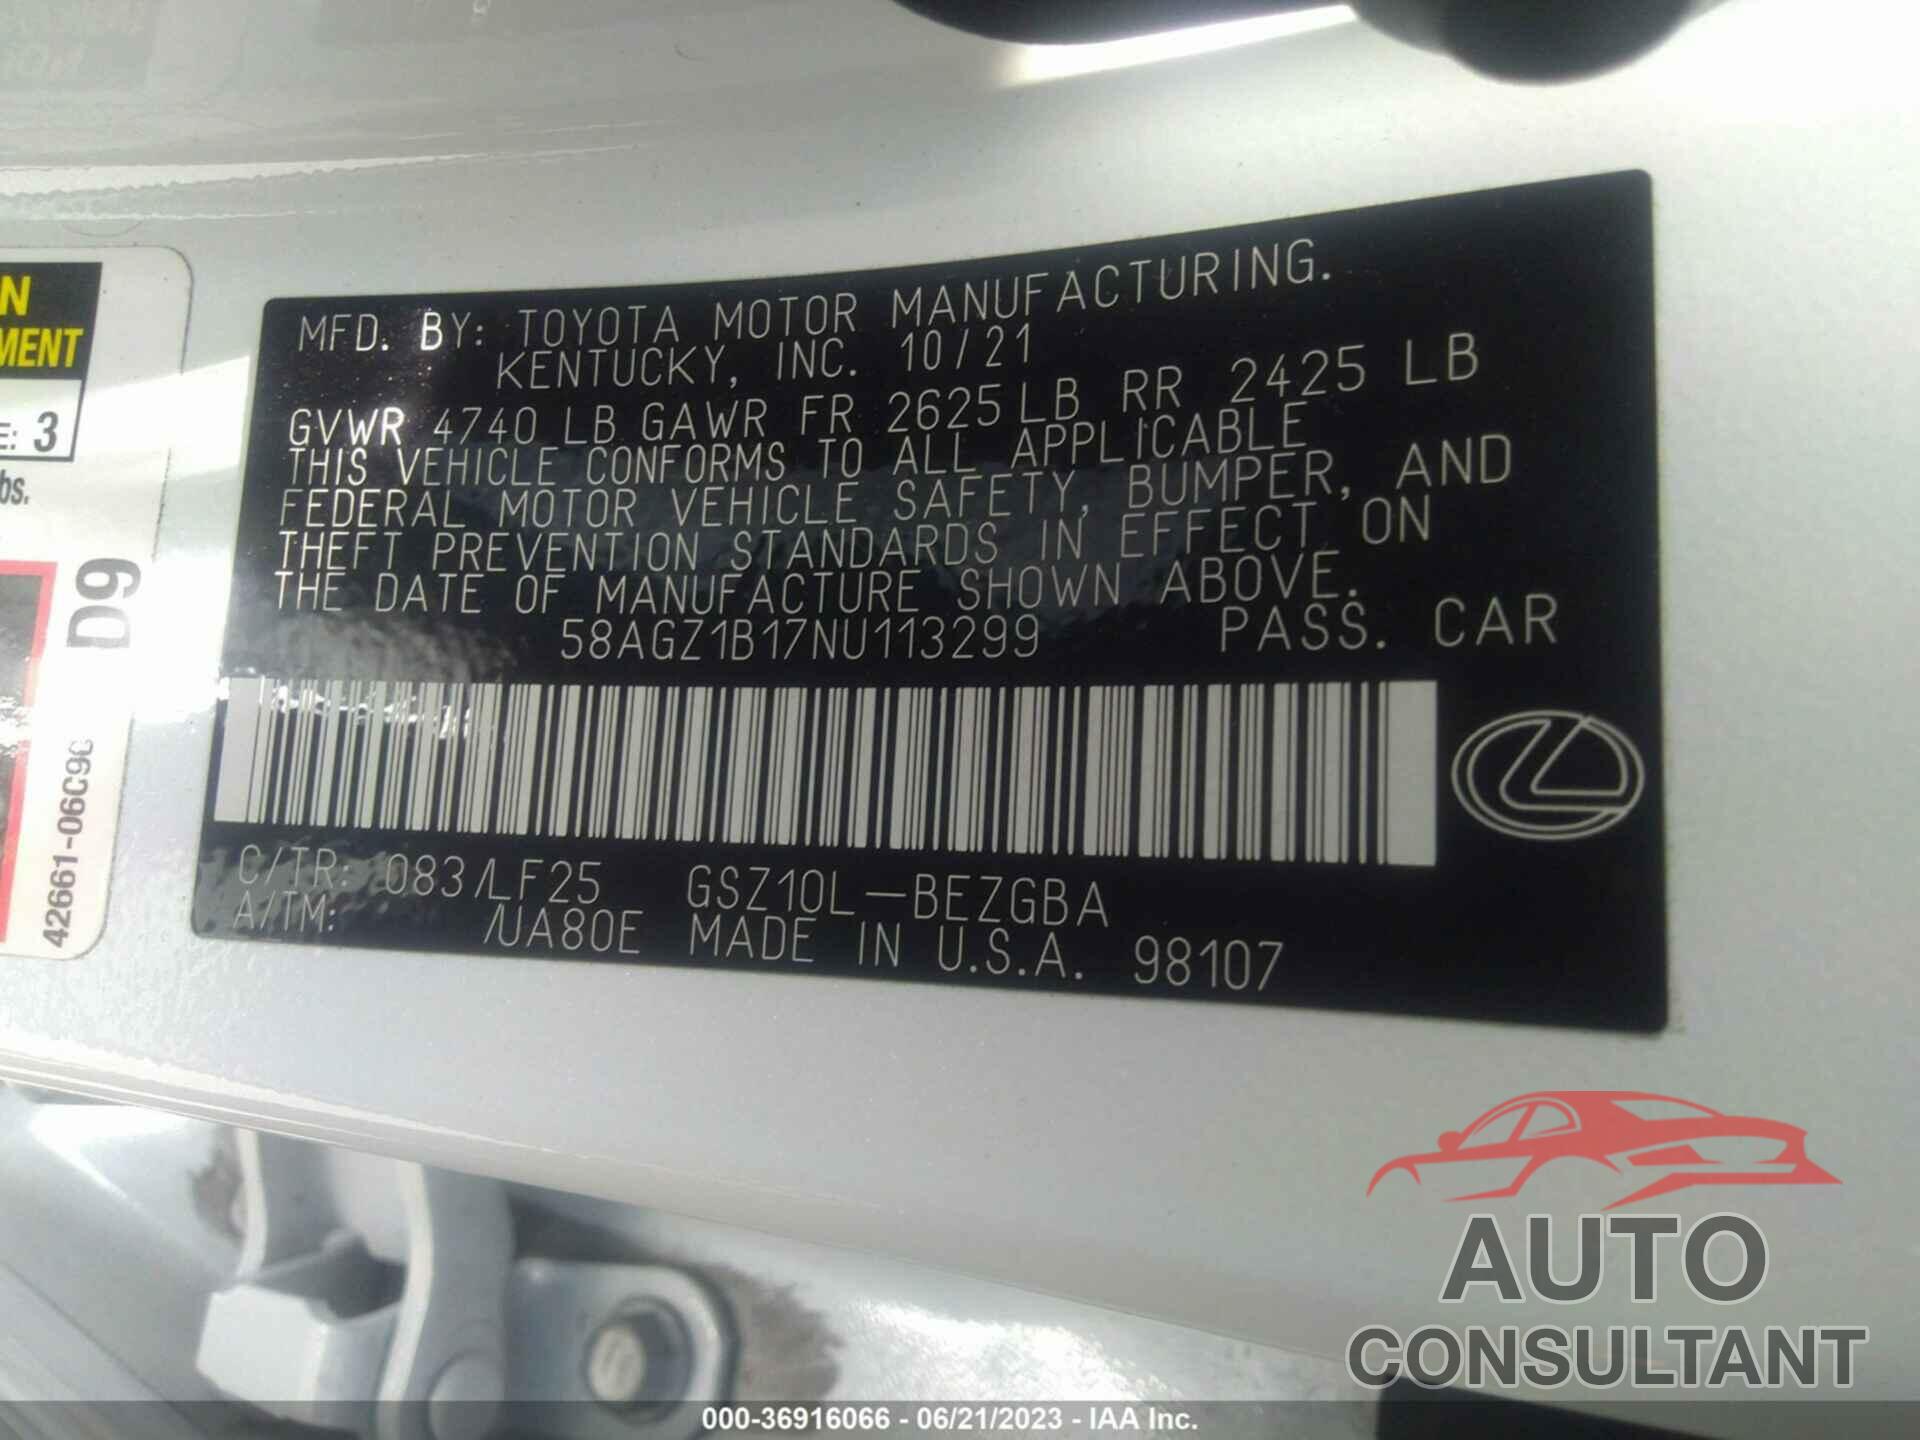 MFD. BY: TOYOTA MOTOR MANUFACTURING.
KENTUCKY, INC. 10/21
GVWR 4740 LB GAWR FR 2625 LB RR 2425 LB
THIS VEHICLE CONFORMS TO ALL APPLICABLE
FEDERAL MOTOR VEHICLE SAFETY, BUMPER, AND
THEFT PREVENTION STANDARDS IN EFFECT ON
THE DATE OF MANUFACTURE SHOWN ABOVE.
58AGZ1B17NU113299 PASS. CAR
C/TR: 083/LF25 GSZ10L-BEZGBA
A/TM: /UA80E MADE IN U.S.A. 98107
E: 3
bs.
D9
42661-06C90
AUTO
CONSULTANT
000-36916066 - 06/21/2023 - IAA Inc.